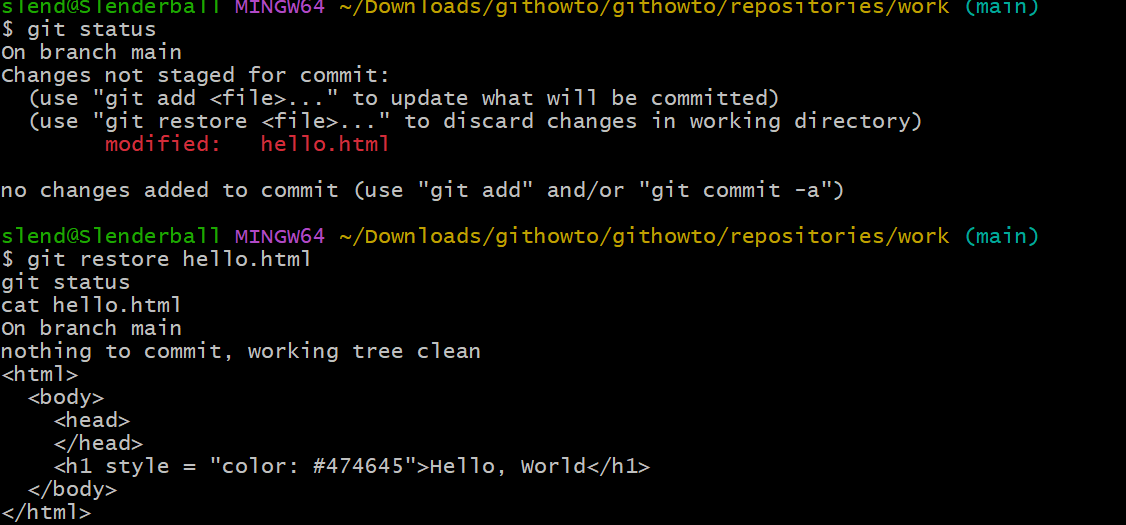 slend@Slenderball MINGW64 ~/Downloads/githowto/githowto/repositories/work (main)
$ git status
On branch main
Changes not staged for commit:
  (use "git add <file>..." to update what will be committed)
  (use "git restore <file>..." to discard changes in working directory)
        modified:   hello.html

no changes added to commit (use "git add" and/or "git commit -a")

slend@Slenderball MINGW64 ~/Downloads/githowto/githowto/repositories/work (main)
$ git restore hello.html
git status
cat hello.html
On branch main
nothing to commit, working tree clean
<html>
  <body>
    <head>
    </head>
    <h1 style = "color: #474645">Hello, World</h1>
  </body>
</html>